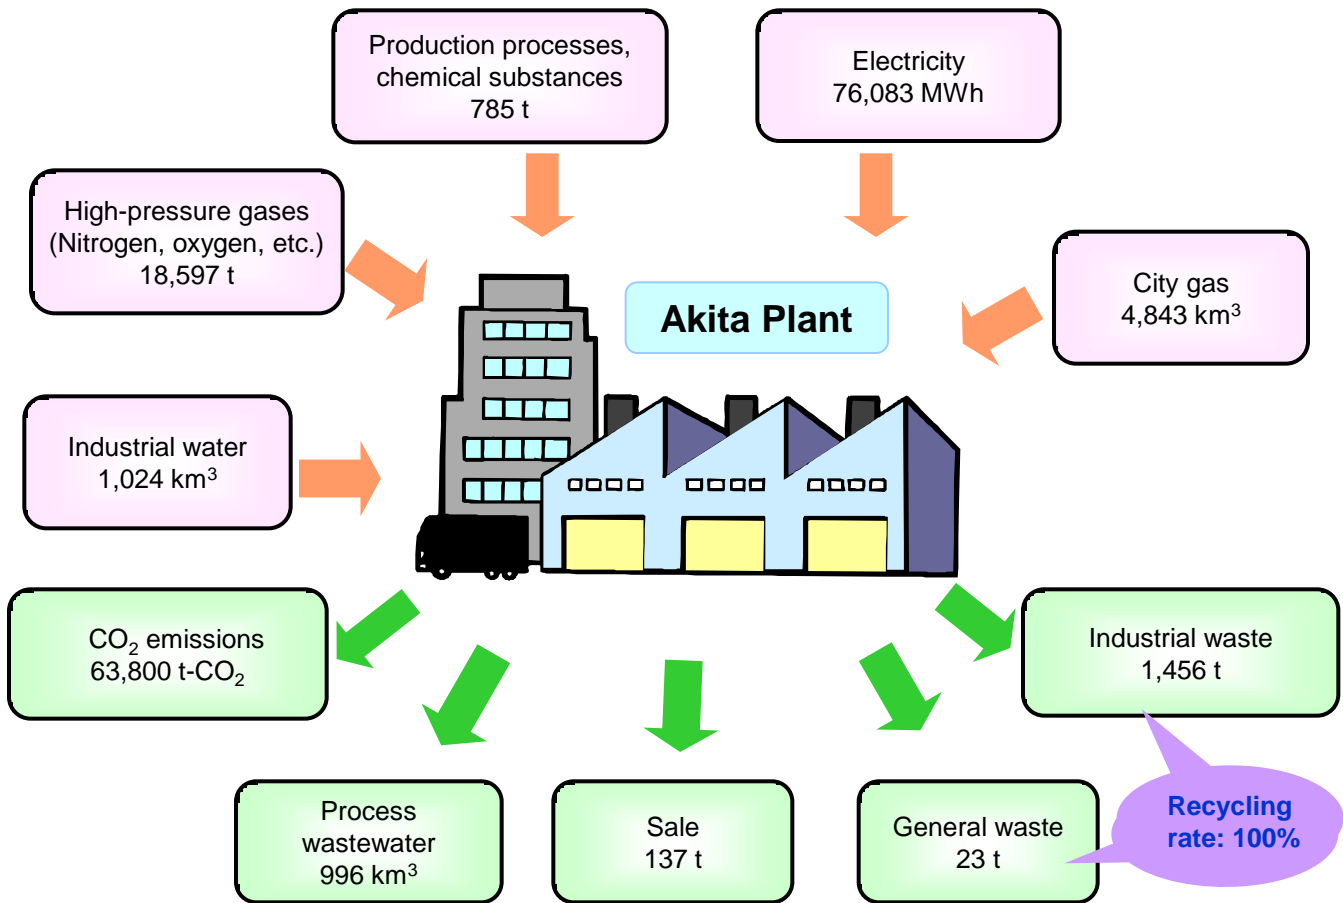 Production processes,
chemical substances
785 t
Electricity
76,083 MWh
High-pressure gases
(Nitrogen, oxygen, etc.)
18,597 t
City gas
4,843 km³
Akita Plant
Industrial water
1,024 km³
CO₂ emissions
63,800 t-CO₂
Industrial waste
1,456 t
Process
wastewater
996 km³
Sale
137 t
General waste
23 t
Recycling
rate: 100%